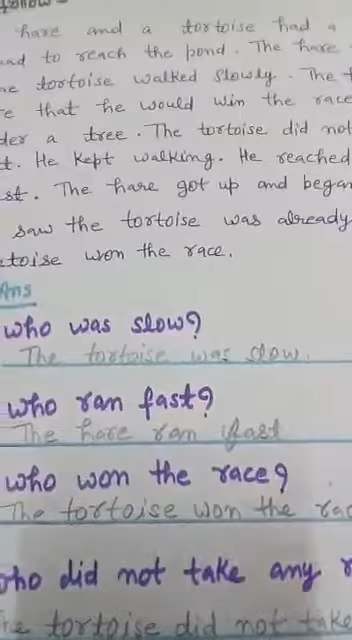 hare and a tortoise had a
to reach the pond. The hare
tortoise walked slowly. The
that he would win the race
a tree. The tortoise did not
He kept walking. He reached
The hare got up and began
saw the tortoise was already
won the race.
Ans
who was slow?
The tortoise was slow.
who ran fast?
The hare ran fast
who won the race?
The tortoise won the
who did not take any
tortoise did not take